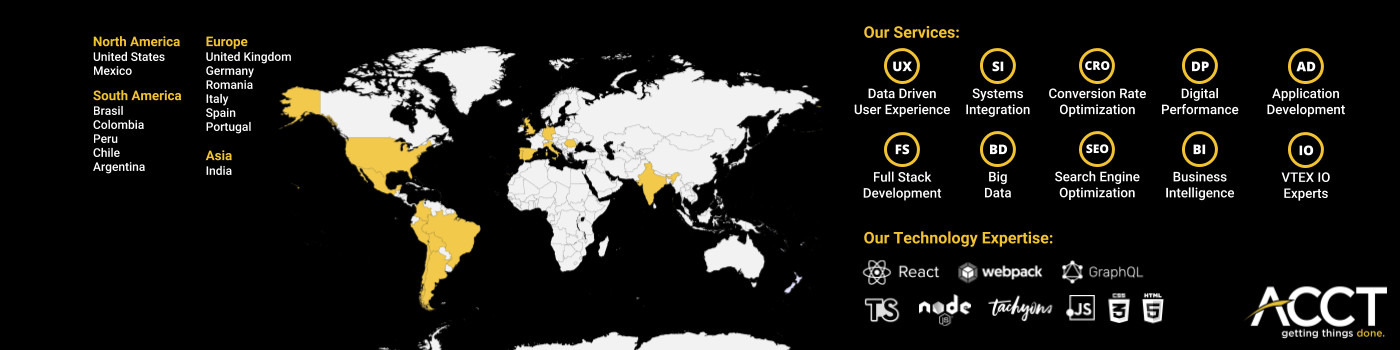 North America
United States
Mexico
South America
Brasil
Colombia
Peru
Chile
Argentina
Europe
United Kingdom
Germany
Romania
Italy
Spain
Portugal
Asia
India
Our Services:
UX
Data Driven
User Experience
SI
Systems
Integration
CRO
Conversion Rate
Optimization
DP
Digital
Performance
AD
Application
Development
FS
Full Stack
Development
BD
Big
Data
SEO
Search Engine
Optimization
BI
Business
Intelligence
IO
VTEX IO
Experts
Our Technology Expertise:
React
webpack
GraphQL
TS
node
JS
tachyons
JS
CSS
3
HTML
5
ACCT
getting things done.